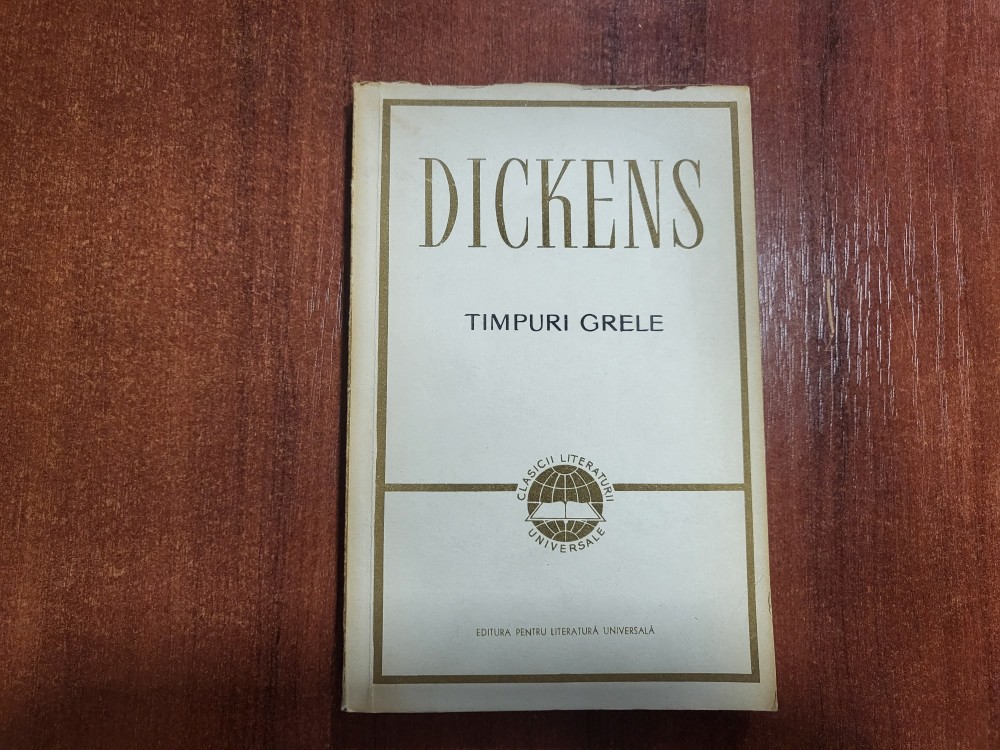 DICKENS
TIMPURI GRELE
CLASICII LITERATURII
UNIVERSALE
EDITURA PENTRU LITERATURĂ UNIVERSALĂ